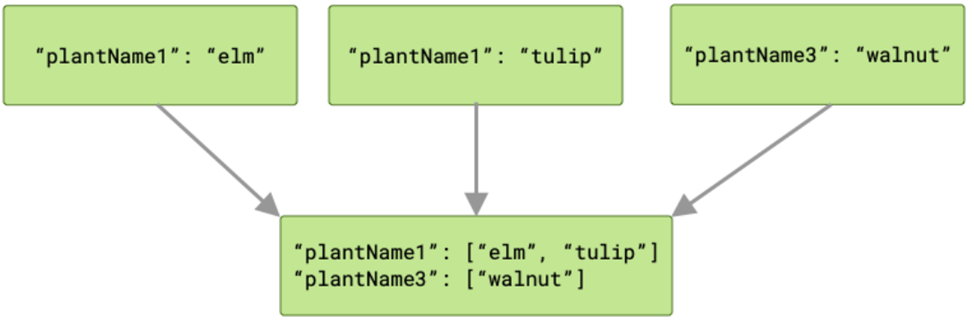 “plantName1”: “elm”
“plantName1”: “tulip”
“plantName3”: “walnut”
“plantName1”: [“elm”, “tulip”]
“plantName3”: [“walnut”]